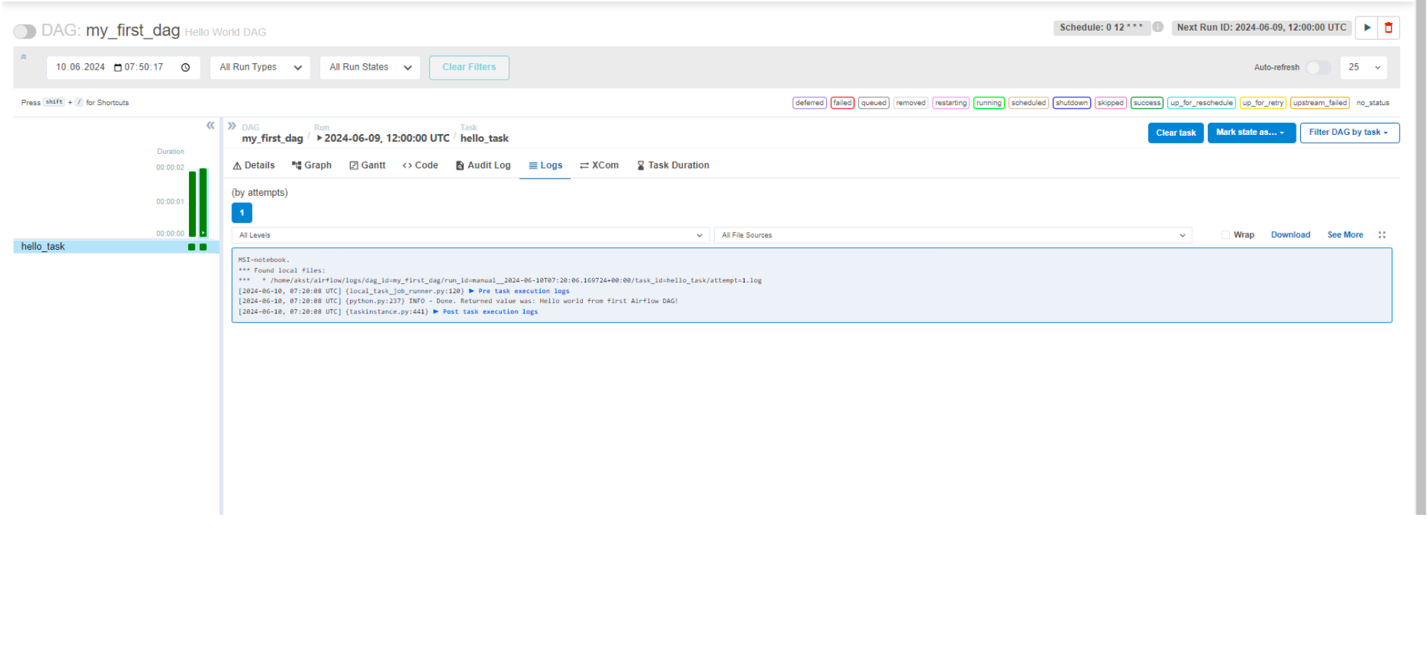 DAG: my_first_dag Hello World DAG
Schedule: 0 12 * * *
Next Run ID: 2024-06-09, 12:00:00 UTC
10.06.2024 07:50:17
All Run Types
All Run States
Clear Filters
Auto-refresh
25
Press shift + / for Shortcuts
deferred failed queued removed restarting running scheduled shutdown skipped success up_for_reschedule up_for_retry upstream_failed no_status
Duration
00:00:02
00:00:01
00:00:00
hello_task
DAG Run Task
my_first_dag / 2024-06-09, 12:00:00 UTC / hello_task
Clear task
Mark state as...
Filter DAG by task
Details Graph Gantt <> Code Audit Log Logs XCom Task Duration
(by attempts)
1
All Levels
All File Sources
Wrap
Download
See More
MSI-notebook.
*** Found local files:
***   * /home/akst/airflow/logs/dag_id=my_first_dag/run_id=manual__2024-06-10T07:20:06.169724+00:00/task_id=hello_task/attempt=1.log
[2024-06-10, 07:20:08 UTC] {local_task_job_runner.py:120} ▶ Pre task execution logs
[2024-06-10, 07:20:08 UTC] {python.py:237} INFO - Done. Returned value was: Hello world from first Airflow DAG!
[2024-06-10, 07:20:08 UTC] {taskinstance.py:441} ▶ Post task execution logs